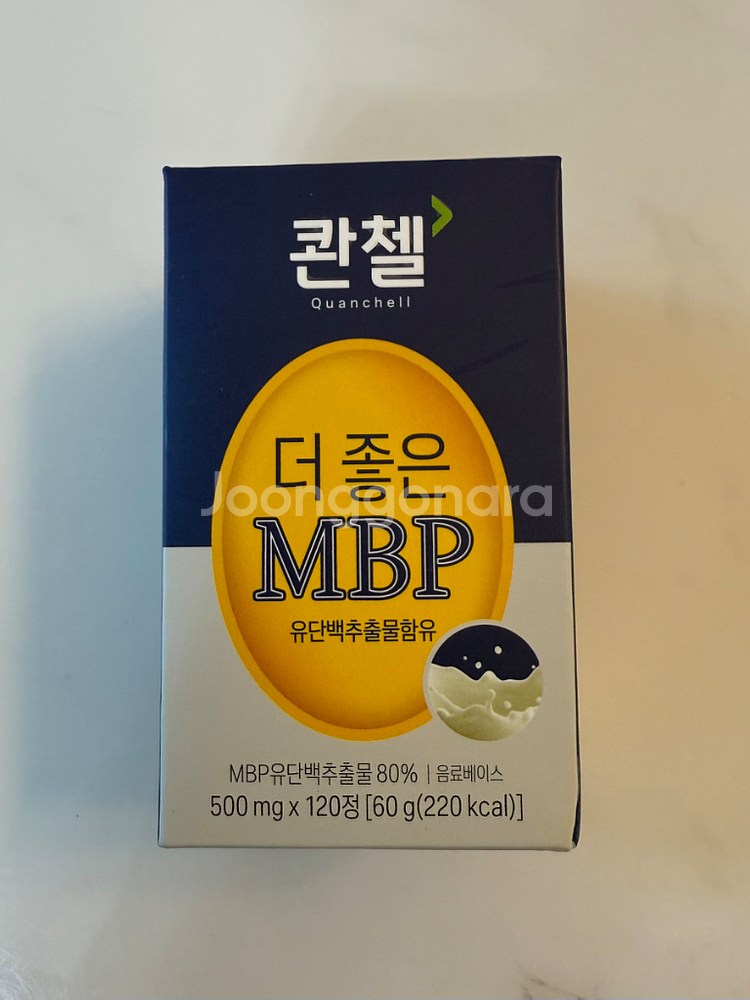 콴첼
Quanchell
더 좋은
Joonggonara
MBP
유단백추출물함유
MBP유단백추출물 80% | 음료베이스
500 mg x 120정 [60 g(220 kcal)]